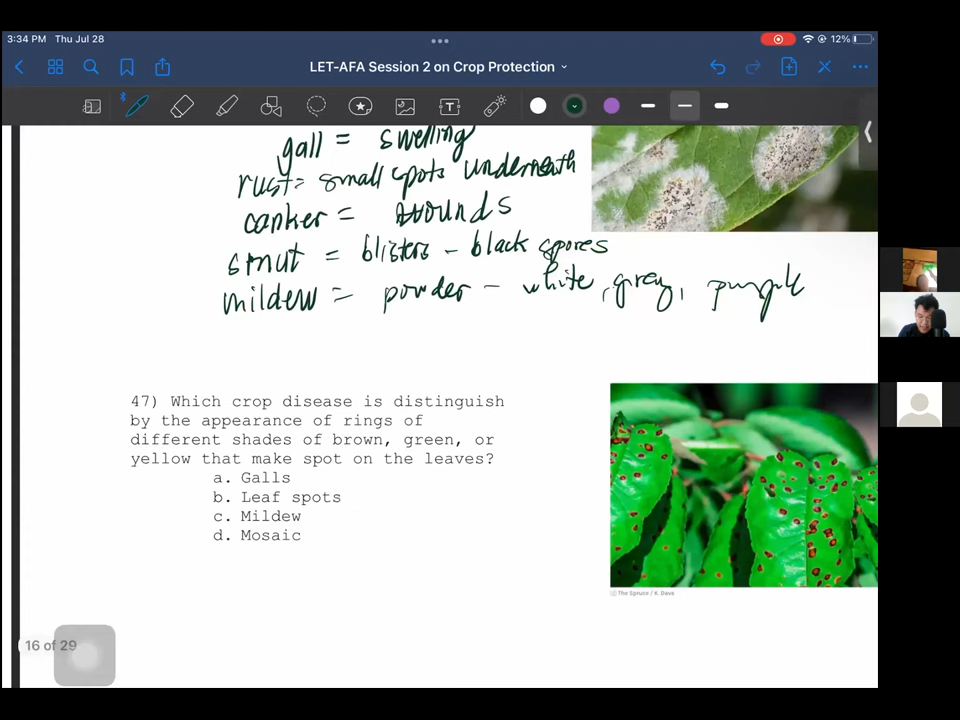 3:34 PM Thu Jul 28
12%
LET-AFA Session 2 on Crop Protection
gall = swelling
rust = small spots underneath
canker = wounds
smut = blisters - black spores
mildew = powder - white, grey, purple
47) Which crop disease is distinguish
by the appearance of rings of
different shades of brown, green, or
yellow that make spot on the leaves?
a. Galls
b. Leaf spots
c. Mildew
d. Mosaic
The Spruce / K. Dave
16 of 29